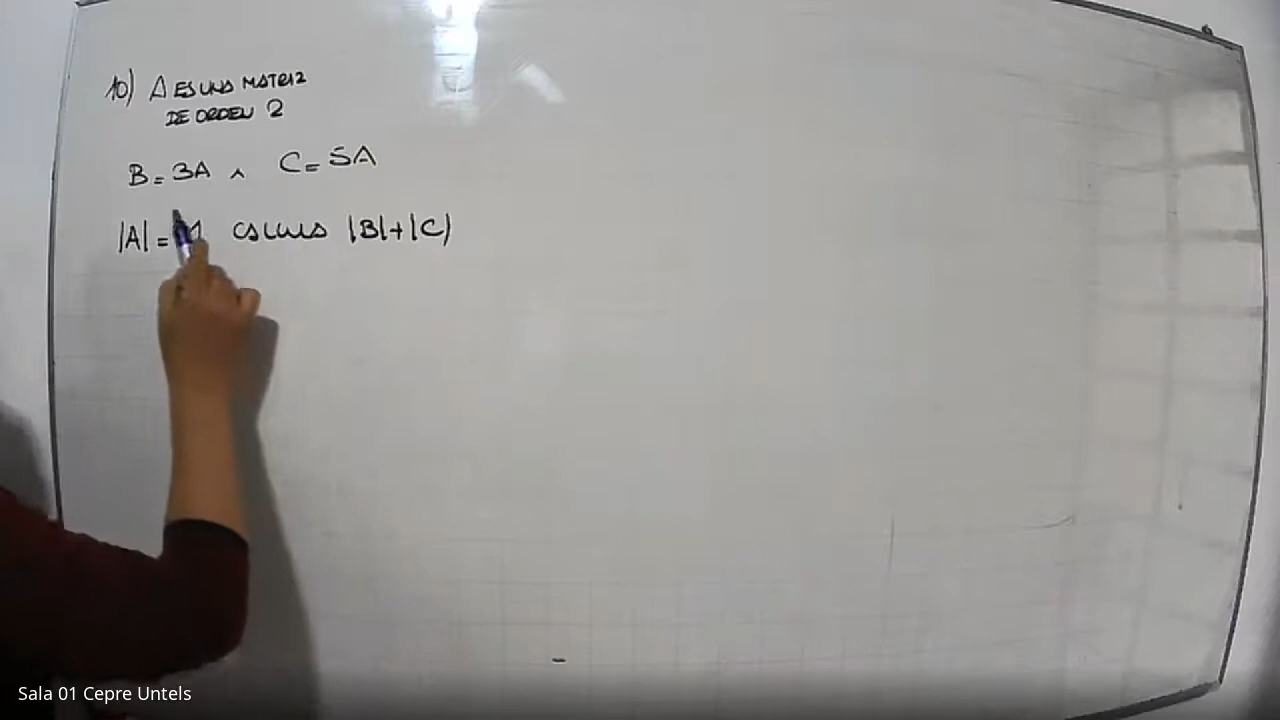 10) A ES UNA MATRIZ
DE ORDEN 2
B = 3A ∧ C = 5A
|A| = CALCULA |B|+|C|
Sala 01 Cepre Untels